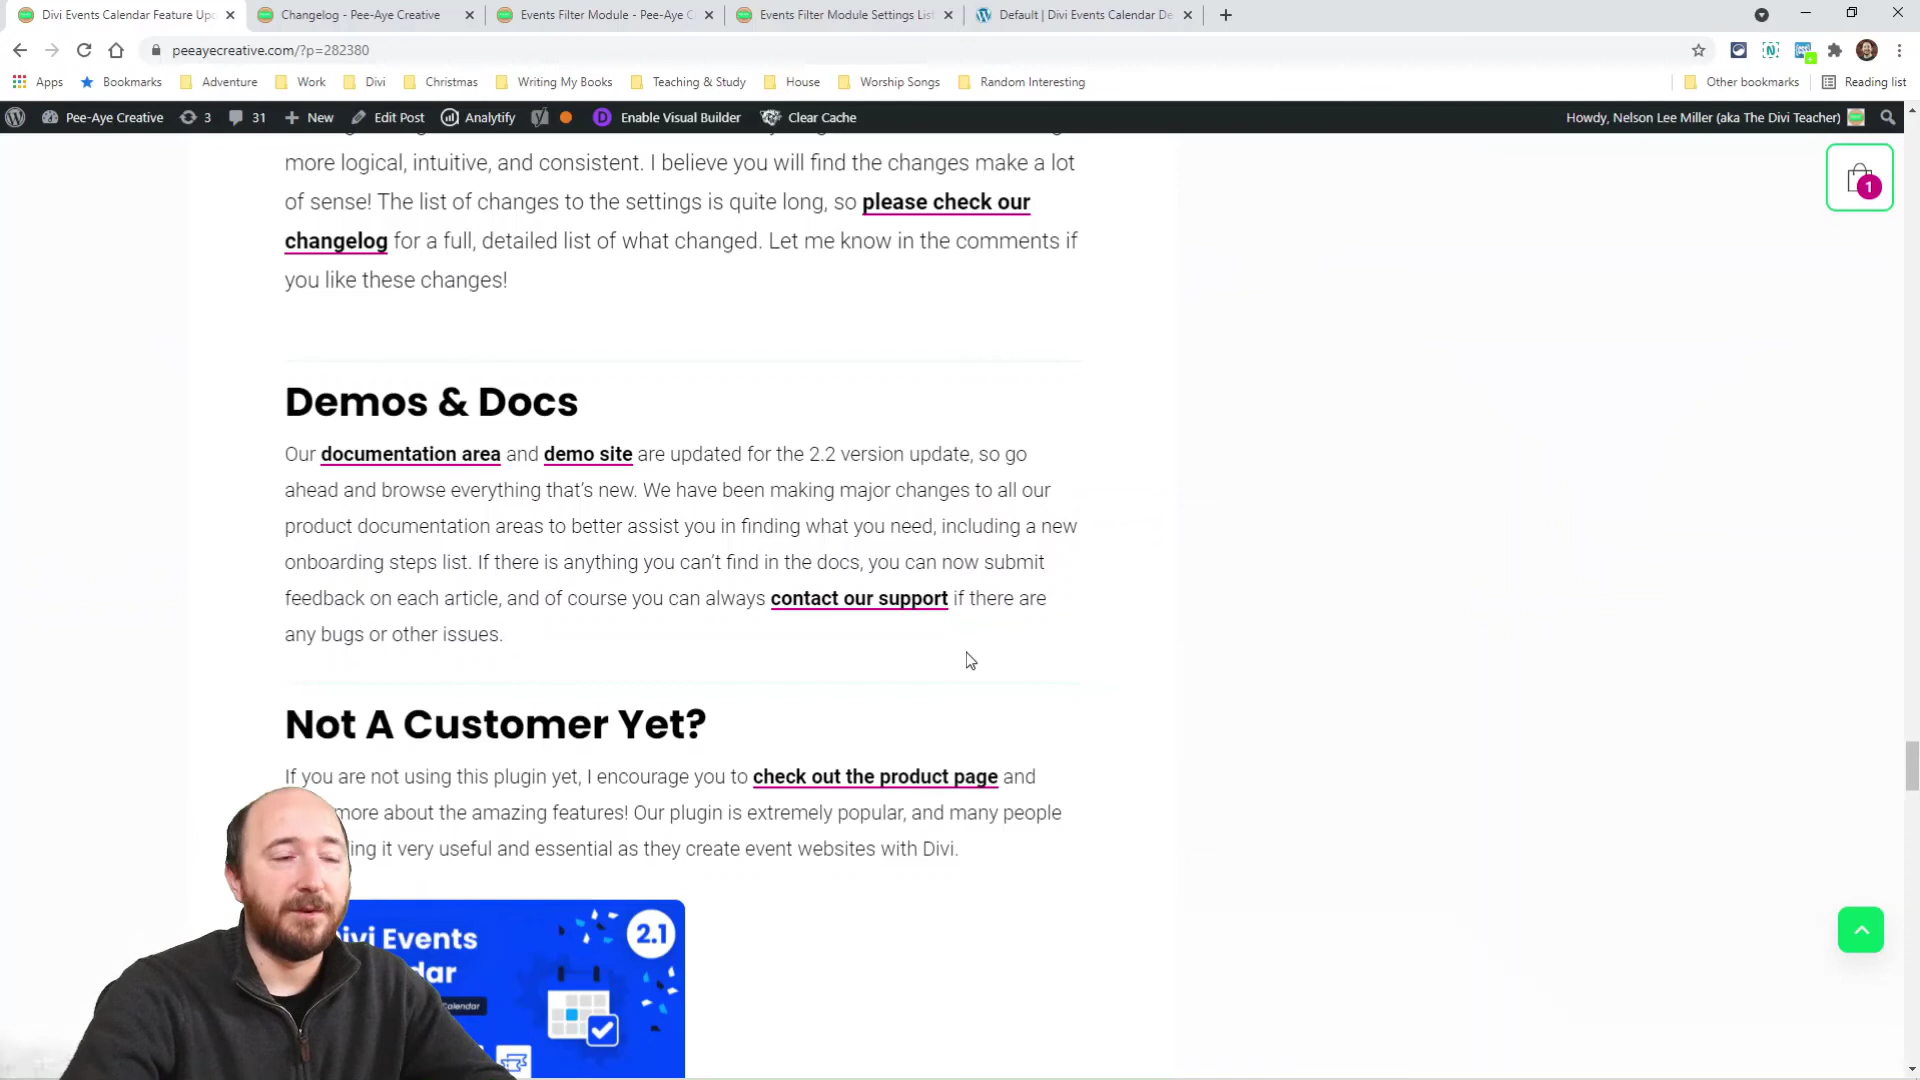 Divi Events Calendar Feature Upd
Changelog - Pee-Aye Creative
Events Filter Module - Pee-Aye C
Events Filter Module Settings List
Default | Divi Events Calendar De
peeayecreative.com/?p=282380
Apps
Bookmarks
Adventure
Work
Divi
Christmas
Writing My Books
Teaching & Study
House
Worship Songs
Random Interesting
Other bookmarks
Reading list
Pee-Aye Creative
3
31
New
Edit Post
Analytify
Enable Visual Builder
Clear Cache
Howdy, Nelson Lee Miller (aka The Divi Teacher)
more logical, intuitive, and consistent. I believe you will find the changes make a lot
of sense! The list of changes to the settings is quite long, so please check our
changelog for a full, detailed list of what changed. Let me know in the comments if
you like these changes!
1
Demos & Docs
Our documentation area and demo site are updated for the 2.2 version update, so go
ahead and browse everything that’s new. We have been making major changes to all our
product documentation areas to better assist you in finding what you need, including a new
onboarding steps list. If there is anything you can’t find in the docs, you can now submit
feedback on each article, and of course you can always contact our support if there are
any bugs or other issues.
Not A Customer Yet?
If you are not using this plugin yet, I encourage you to check out the product page and
more about the amazing features! Our plugin is extremely popular, and many people
it very useful and essential as they create event websites with Divi.
Divi Events
2.1